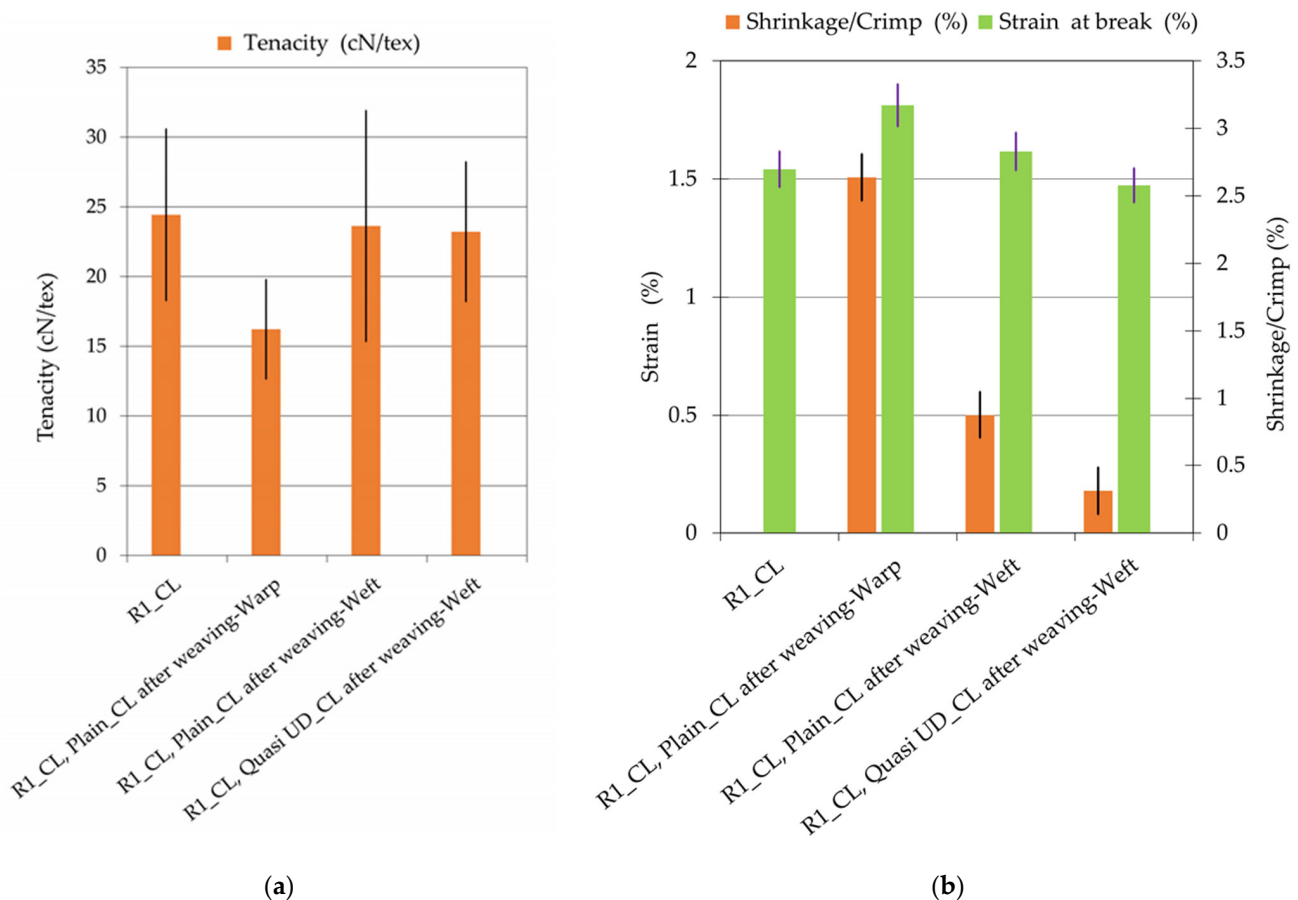 Tenacity (cN/tex)
35
30
25
20
15
10
5
0
Tenacity (cN/tex)
R1_CL
R1_CL, Plain_CL after weaving-Warp
R1_CL, Plain_CL after weaving-Weft
R1_CL, Quasi UD_CL after weaving-Weft
(a)
Shrinkage/Crimp (%) Strain at break (%)
2
1.5
1
0.5
0
Strain (%)
3.5
3
2.5
2
1.5
1
0.5
0
Shrinkage/Crimp (%)
R1_CL
R1_CL, Plain_CL after weaving-Warp
R1_CL, Plain_CL after weaving-Weft
R1_CL, Quasi UD_CL after weaving-Weft
(b)